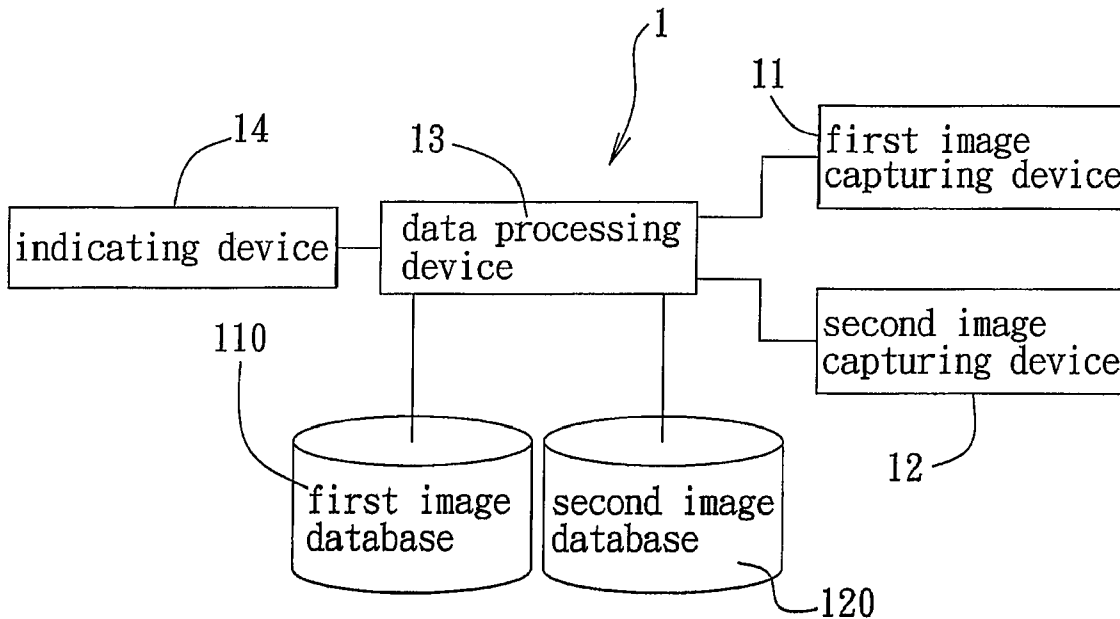 1
11
first image
capturing device
14
13
indicating device
data processing
device
second image
capturing device
110
12
first image
database
second image
database
120